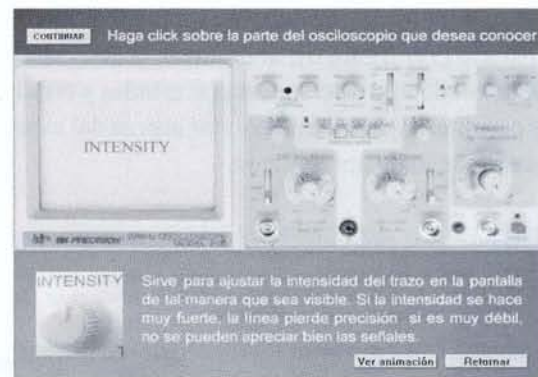 CONTINUAR
Haga click sobre la parte del osciloscopio que desea conocer
INTENSITY
BK PRECISION
INTENSITY
Sirve para ajustar la intensidad del trazo en la pantalla
de tal manera que sea visible. Si la intensidad se hace
muy fuerte, la línea pierde precisión si es muy débil,
no se pueden apreciar bien las señales.
Ver animación
Retornar